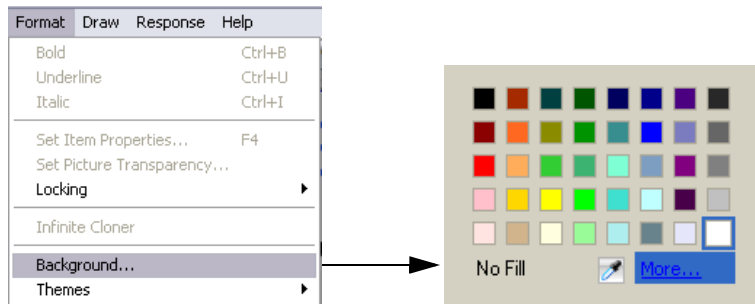 Format Draw Response Help
Bold Ctrl+B
Underline Ctrl+U
Italic Ctrl+I
Set Item Properties... F4
Set Picture Transparency...
Locking
Infinite Cloner
Background...
Themes
No Fill More...